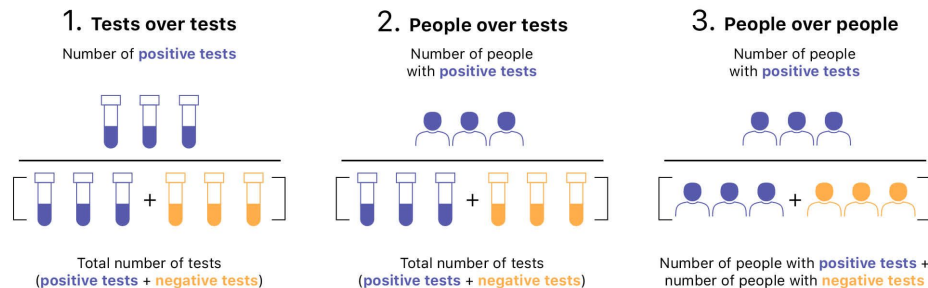 1. Tests over tests
Number of positive tests
+
Total number of tests
(positive tests + negative tests)
2. People over tests
Number of people
with positive tests
+
Total number of tests
(positive tests + negative tests)
3. People over people
Number of people
with positive tests
+
Number of people with positive tests +
number of people with negative tests